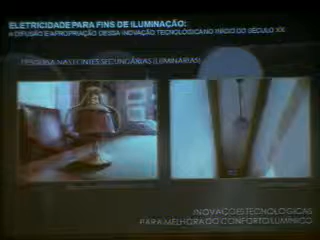 ELETRICIDADE PARA FINS DE ILUMINAÇÃO:
A DIFUSÃO E APROPRIAÇÃO DESSA INOVAÇÃO TECNOLÓGICA NO INÍCIO DO SÉCULO XX
PESQUISA NAS FONTES SECUNDÁRIAS (LUMINÁRIAS)
INOVAÇÕES TECNOLÓGICAS
PARA MELHORA DO CONFORTO LUMÍNICO